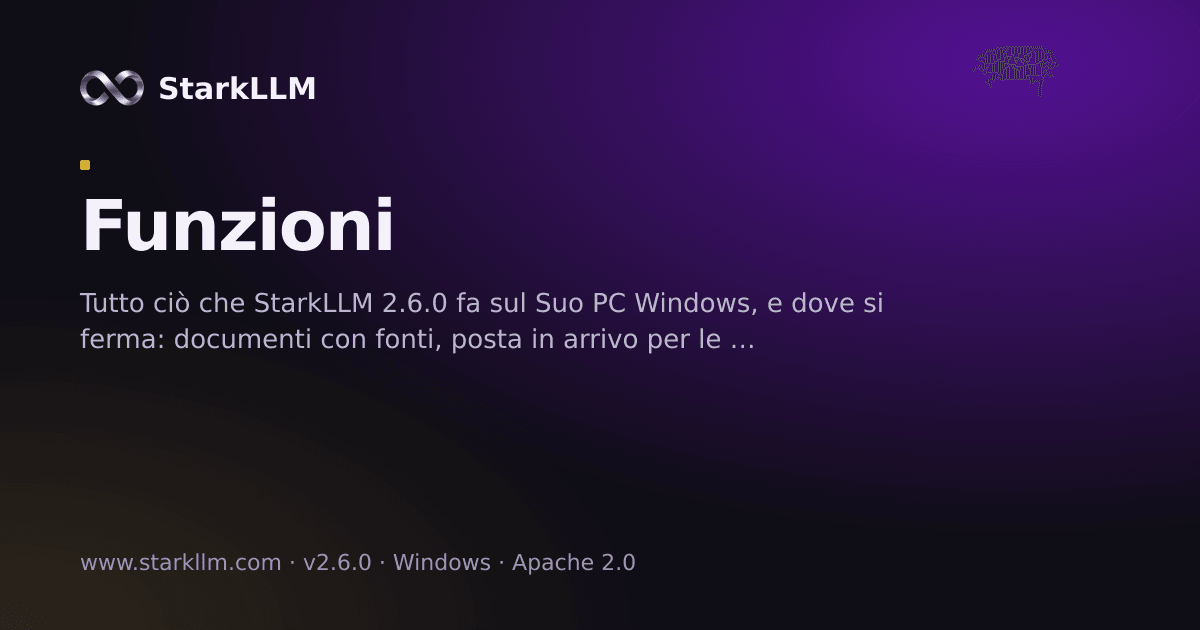 StarkLLM
Funzioni
Tutto ciò che StarkLLM 2.6.0 fa sul Suo PC Windows, e dove si
ferma: documenti con fonti, posta in arrivo per le …
www.starkllm.com · v2.6.0 · Windows · Apache 2.0